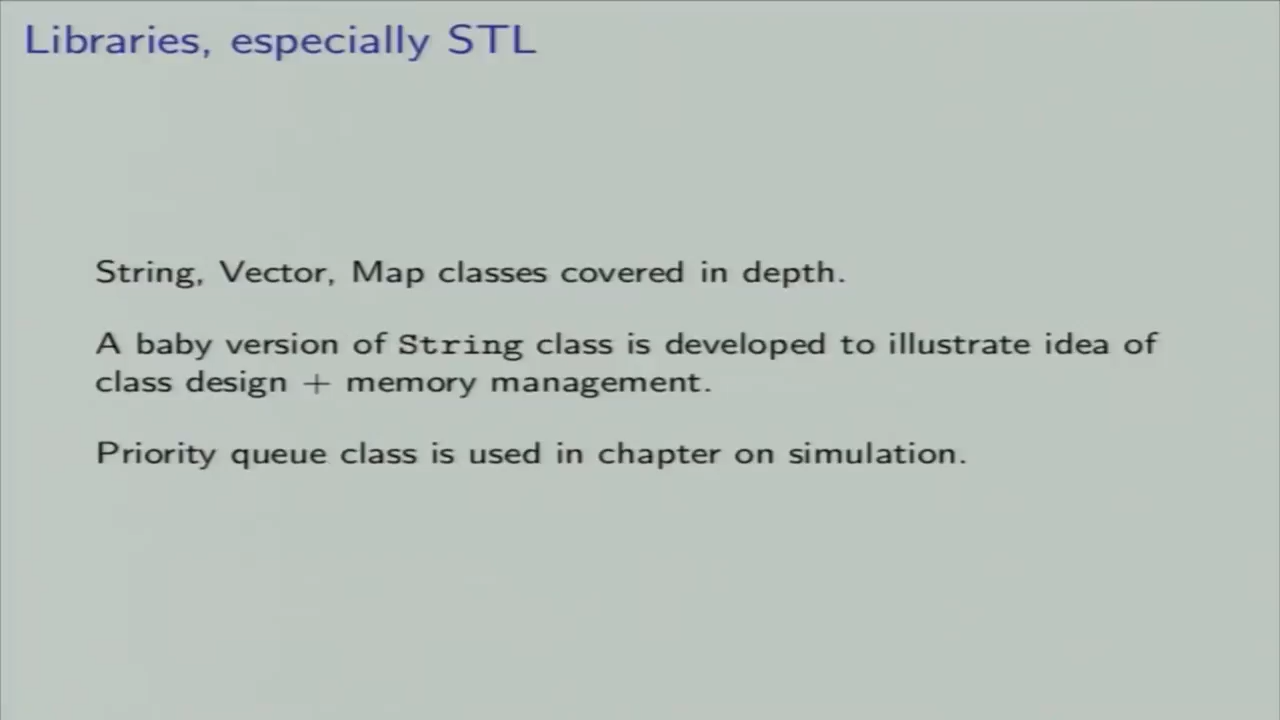 Libraries, especially STL
String, Vector, Map classes covered in depth.
A baby version of String class is developed to illustrate idea of
class design + memory management.
Priority queue class is used in chapter on simulation.